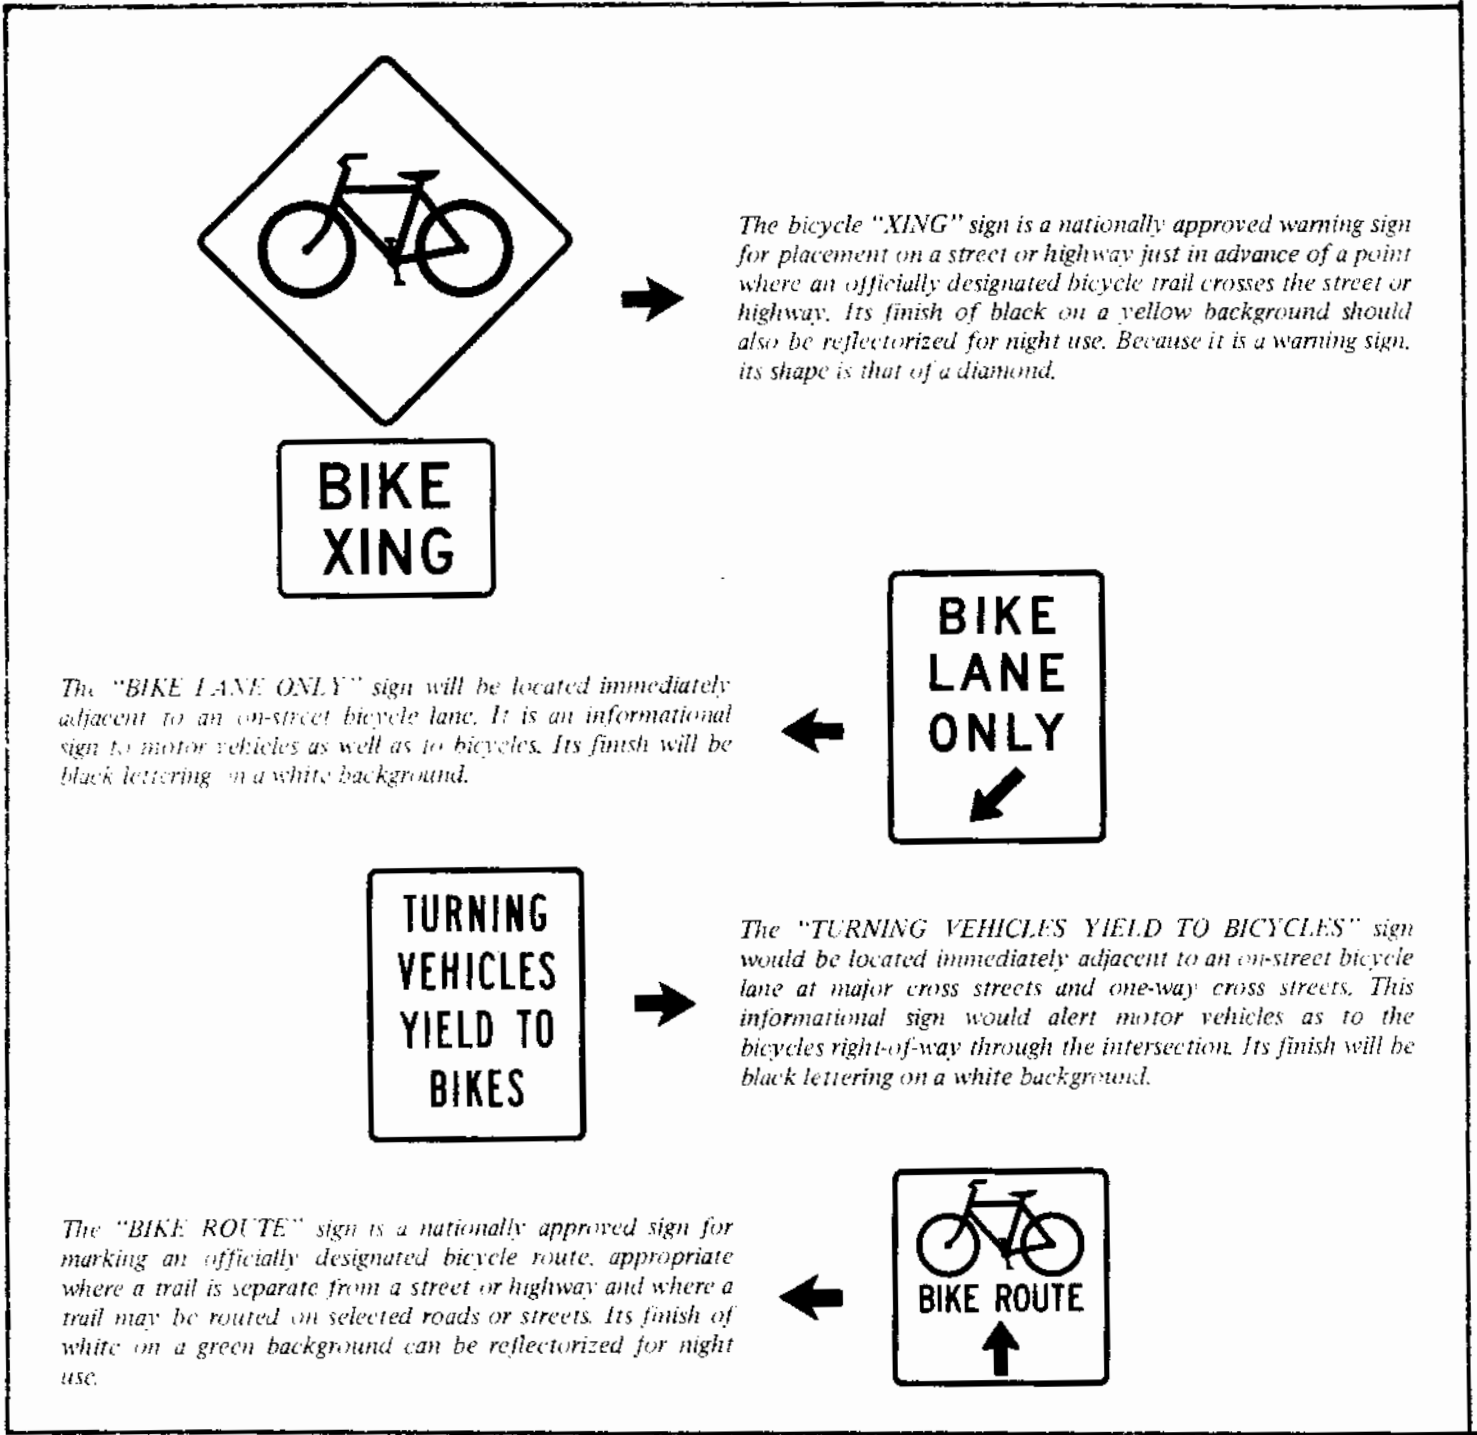 The bicycle "XING" sign is a nationally approved warning sign
for placement on a street or highway just in advance of a point
where an officially designated bicycle trail crosses the street or
highway. Its finish of black on a yellow background should
also be reflectorized for night use. Because it is a warning sign,
its shape is that of a diamond.
BIKE
XING
BIKE
LANE
ONLY
The "BIKE LANE ONLY" sign will be located immediately
adjacent to an on-street bicycle lane. It is an informational
sign to motor vehicles as well as to bicycles. Its finish will be
black lettering on a white background.
TURNING
VEHICLES
YIELD TO
BIKES
The "TURNING VEHICLES YIELD TO BICYCLES" sign
would be located immediately adjacent to an on-street bicycle
lane at major cross streets and one-way cross streets. This
informational sign would alert motor vehicles as to the
bicycles right-of-way through the intersection. Its finish will be
black lettering on a white background.
The "BIKE ROUTE" sign is a nationally approved sign for
marking an officially designated bicycle route, appropriate
where a trail is separate from a street or highway and where a
trail may be routed on selected roads or streets. Its finish of
white on a green background can be reflectorized for night
use.
BIKE ROUTE